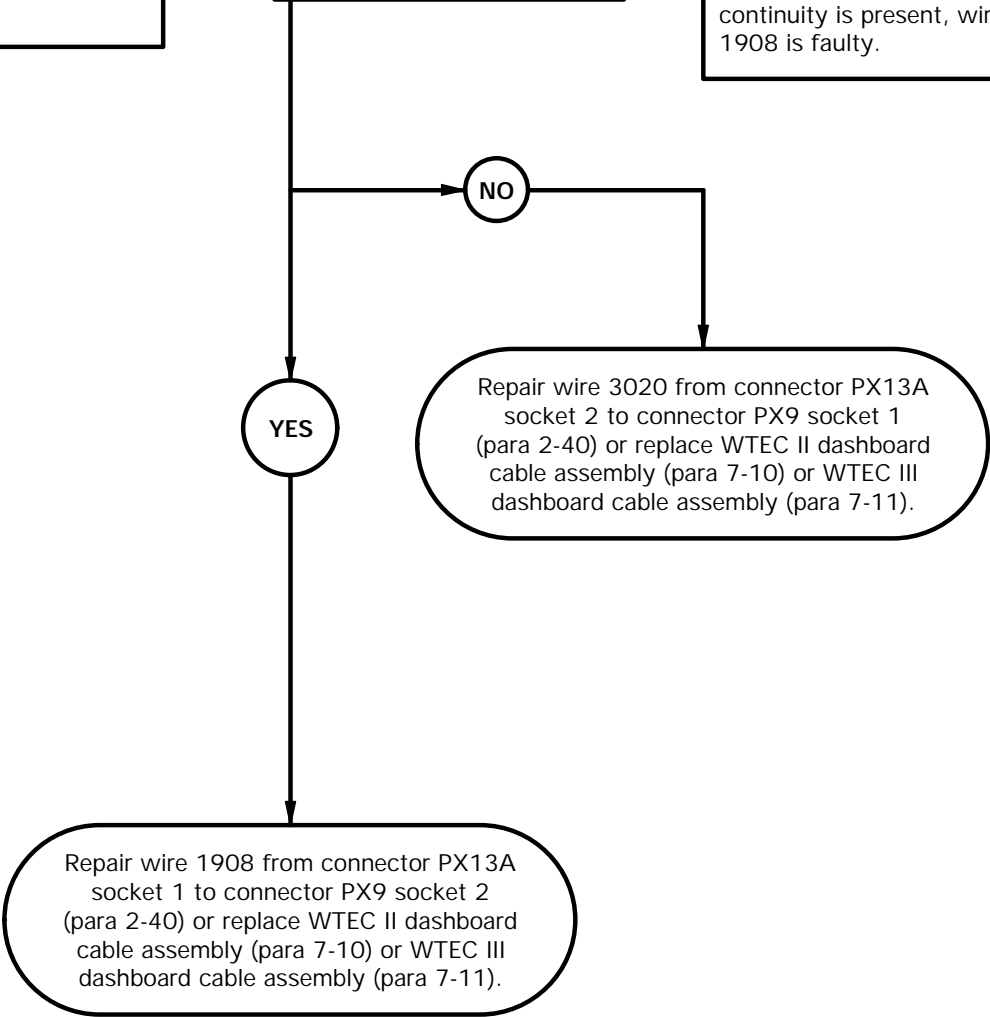 continuity is present,
1908 is faulty.
NO
Repair wire 3020 from connector PX13A
socket 2 to connector PX9 socket 1
(para 2-40) or replace WTEC II dashboard
cable assembly (para 7-10) or WTEC III
dashboard cable assembly (para 7-11).
YES
Repair wire 1908 from connector PX13A
socket 1 to connector PX9 socket 2
(para 2-40) or replace WTEC II dashboard
cable assembly (para 7-10) or WTEC III
dashboard cable assembly (para 7-11).